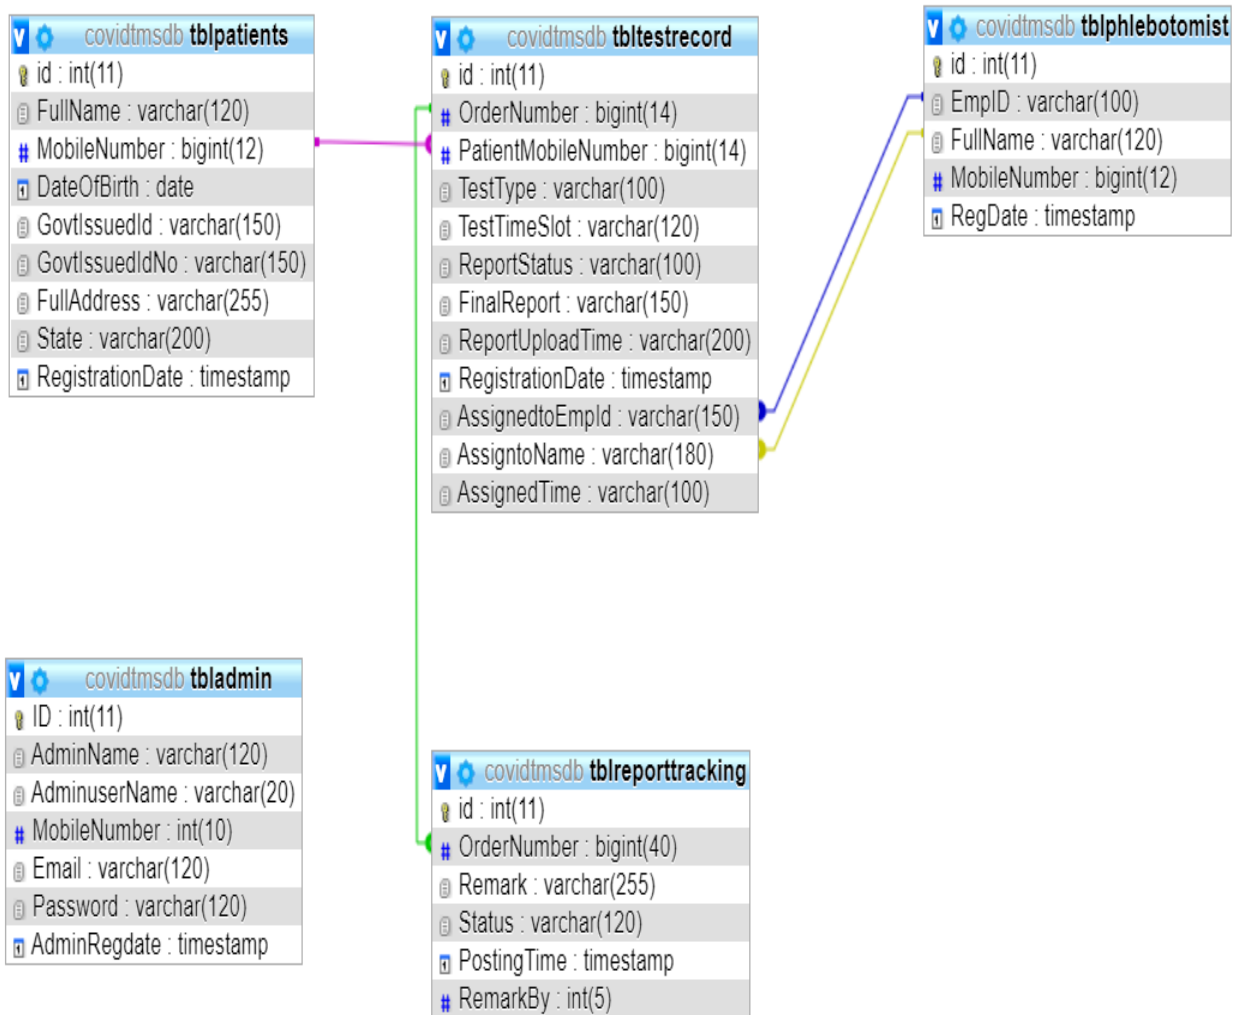 covidtmsdb tblpatients
id : int(11)
FullName : varchar(120)
MobileNumber : bigint(12)
DateOfBirth : date
GovtIssuedId : varchar(150)
GovtIssuedIdNo : varchar(150)
FullAddress : varchar(255)
State : varchar(200)
RegistrationDate : timestamp
covidtmsdb tbltestrecord
id : int(11)
OrderNumber : bigint(14)
PatientMobileNumber : bigint(14)
TestType : varchar(100)
TestTimeSlot : varchar(120)
ReportStatus : varchar(100)
FinalReport : varchar(150)
ReportUploadTime : varchar(200)
RegistrationDate : timestamp
AssignedtoEmpId : varchar(150)
AssigntoName : varchar(180)
AssignedTime : varchar(100)
covidtmsdb tblphlebotomist
id : int(11)
EmpID : varchar(100)
FullName : varchar(120)
MobileNumber : bigint(12)
RegDate : timestamp
covidtmsdb tbladmin
ID : int(11)
AdminName : varchar(120)
AdminuserName : varchar(20)
MobileNumber : int(10)
Email : varchar(120)
Password : varchar(120)
AdminRegdate : timestamp
covidtmsdb tblreporttracking
id : int(11)
OrderNumber : bigint(40)
Remark : varchar(255)
Status : varchar(120)
PostingTime : timestamp
RemarkBy : int(5)